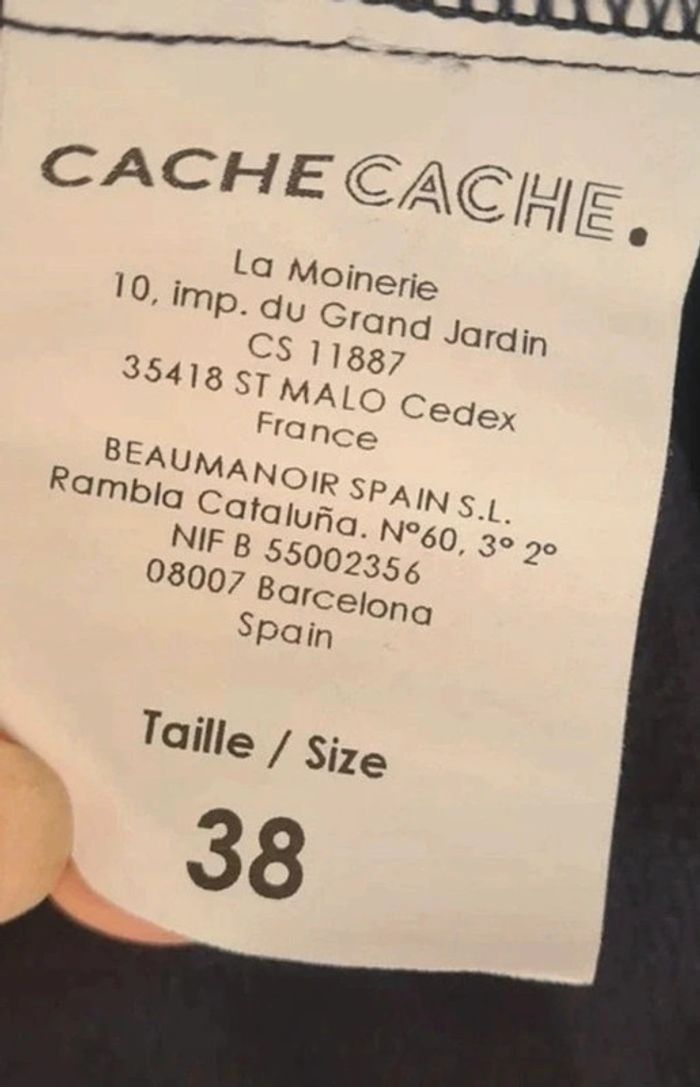 CACHE CACHE.
La Moinerie
10, imp. du Grand Jardin
CS 11887
35418 ST MALO Cedex
France
BEAUMANOIR SPAIN S.L.
Rambla Cataluña. Nº60, 3º 2º
NIF B 55002356
08007 Barcelona
Spain
Taille / Size
38